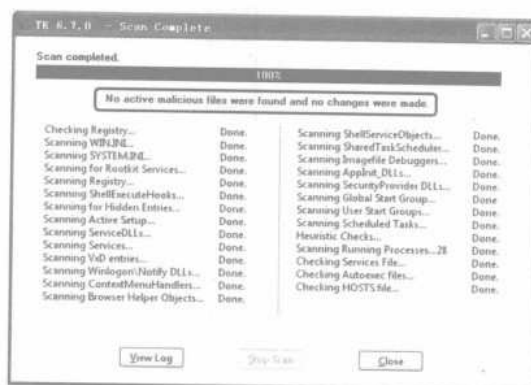 TK 6.7.0 - Scan Complete
Scan completed.
100%
No active malicious files were found and no changes were made
Checking Registry... Done.
Scanning WIN.INI... Done.
Scanning SYSTEM.INI... Done.
Scanning for Rootkit Services... Done.
Scanning Registry... Done.
Scanning ShellExecuteHooks... Done.
Scanning for Hidden Entries... Done.
Scanning Active Setup... Done.
Scanning ServiceDLLs... Done.
Scanning Services... Done.
Scanning VxD entries... Done.
Scanning Winlogon\Notify DLLs... Done.
Scanning ContextMenuHandlers... Done.
Scanning Browser Helper Objects... Done.
Scanning ShellServiceObjects... Done.
Scanning SharedTaskScheduler... Done.
Scanning Imagefile Debuggers... Done.
Scanning AppInit_DLLs... Done.
Scanning SecurityProvider DLLs... Done.
Scanning Global Start Group... Done
Scanning User Start Groups... Done.
Scanning Scheduled Tasks... Done.
Heuristic Checks... Done.
Scanning Running Processes...28 Done.
Checking Services File... Done.
Checking Autoexec files... Done.
Checking HOSTS file... Done.
View Log
Stop Scan
Close